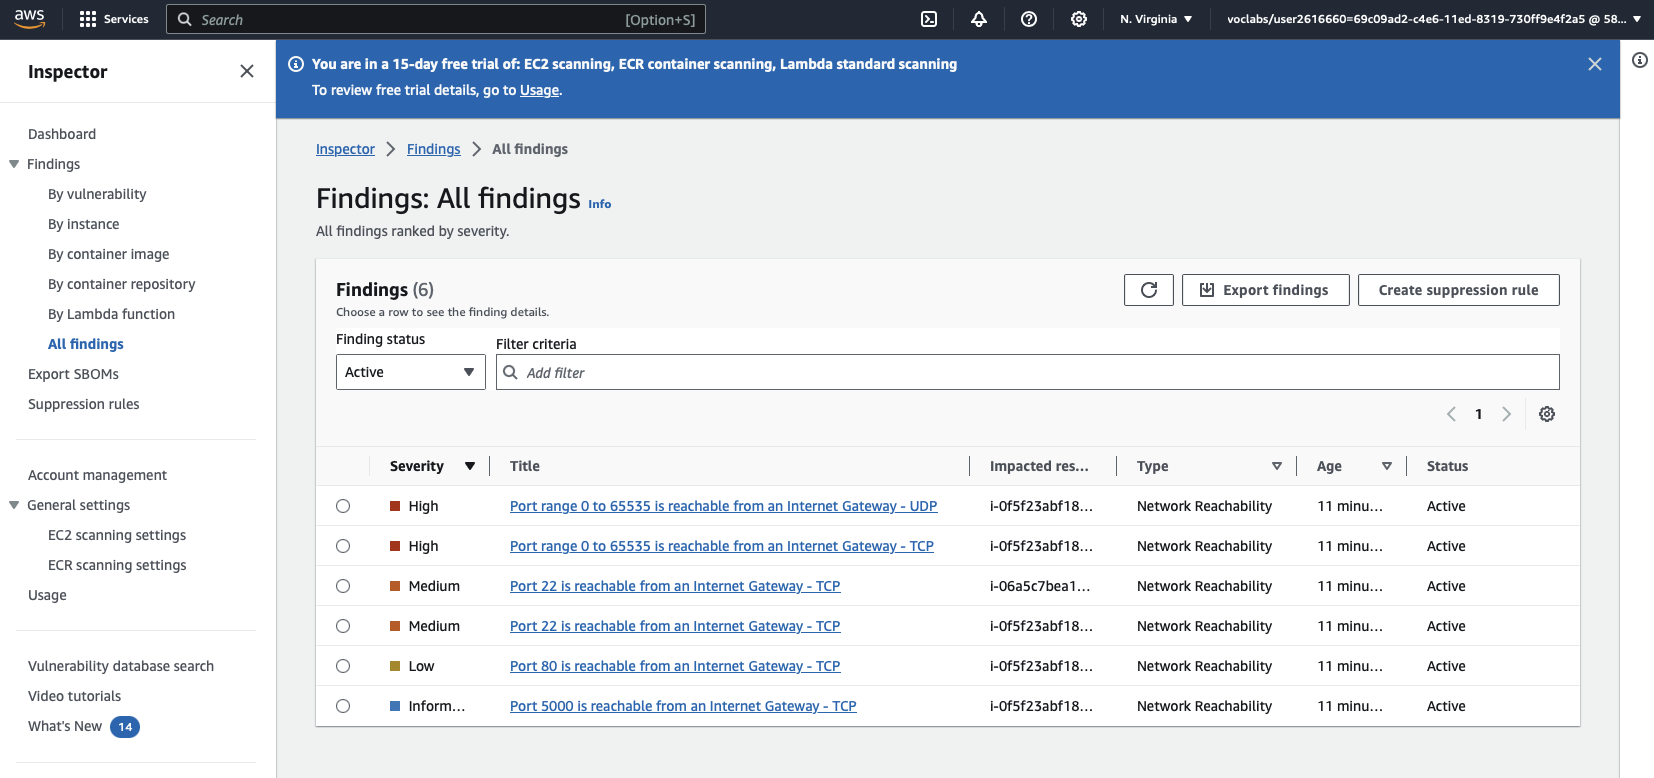 aws Services Search [Option+S] N. Virginia voclabs/user2616660=69c09ad2-c4e6-11ed-8319-730ff9e4f2a5 @ 58...
Inspector
Dashboard
Findings
By vulnerability
By instance
By container image
By container repository
By Lambda function
All findings
Export SBOMs
Suppression rules
Account management
General settings
EC2 scanning settings
ECR scanning settings
Usage
Vulnerability database search
Video tutorials
What's New 14
You are in a 15-day free trial of: EC2 scanning, ECR container scanning, Lambda standard scanning
To review free trial details, go to Usage.
Inspector Findings All findings
Findings: All findings Info
All findings ranked by severity.
Findings (6) Export findings Create suppression rule
Choose a row to see the finding details.
Finding status Filter criteria
Active Add filter
1
Severity Title Impacted res... Type Age Status
High Port range 0 to 65535 is reachable from an Internet Gateway - UDP i-0f5f23abf18... Network Reachability 11 minu... Active
High Port range 0 to 65535 is reachable from an Internet Gateway - TCP i-0f5f23abf18... Network Reachability 11 minu... Active
Medium Port 22 is reachable from an Internet Gateway - TCP i-06a5c7bea1... Network Reachability 11 minu... Active
Medium Port 22 is reachable from an Internet Gateway - TCP i-0f5f23abf18... Network Reachability 11 minu... Active
Low Port 80 is reachable from an Internet Gateway - TCP i-0f5f23abf18... Network Reachability 11 minu... Active
Inform... Port 5000 is reachable from an Internet Gateway - TCP i-0f5f23abf18... Network Reachability 11 minu... Active